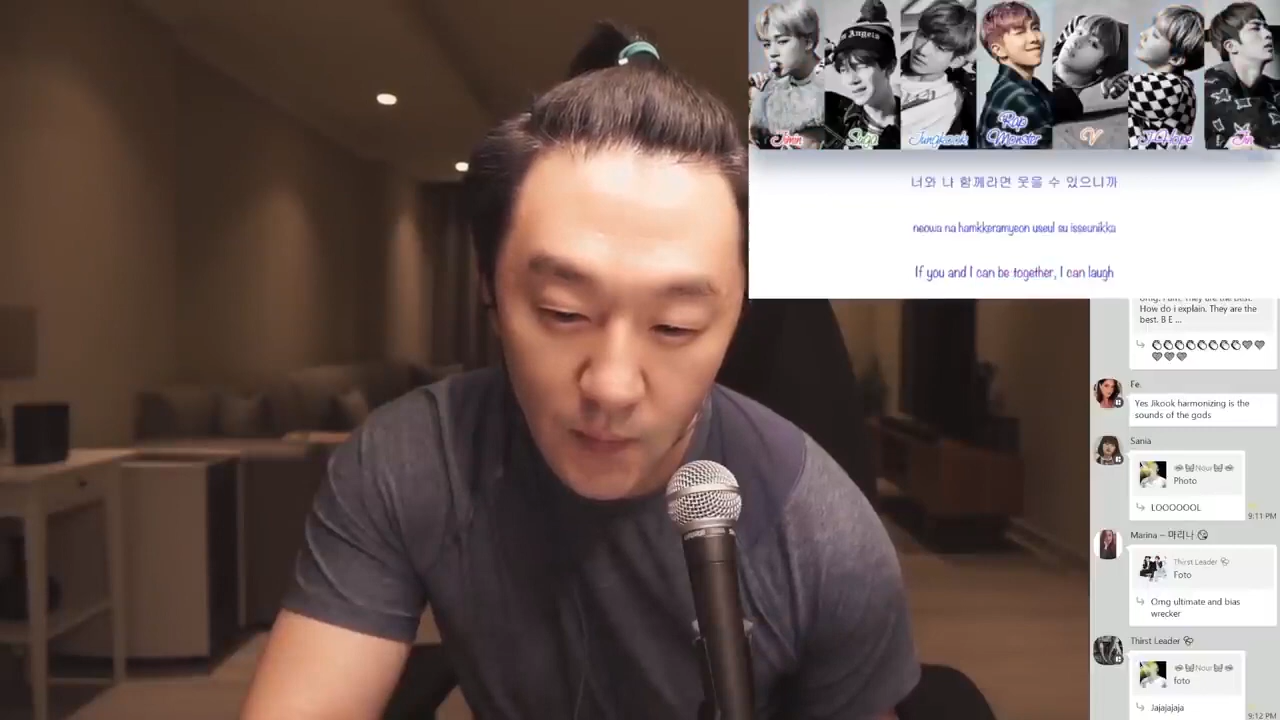 Angels
Jimin
Suga
Jungkook
Rap
Monster
V
J-Hope
Jin
너와 나 함께라면 웃을 수 있으니까
neowa na hamkkeramyeon useul su isseunikka
If you and I can be together, I can laugh
Omg. I am, They are the best.
How do i explain. They are the
best. B E ...
Fe.
Yes Jikook harmonizing is the
sounds of the gods
Sania
Nour
Photo
LOOOOOOL
9:11 PM
Marina ~ 마리나
Thirst Leader
Foto
Omg ultimate and bias
wrecker
Thirst Leader
Nour
foto
Jajajajaja
9:12 PM